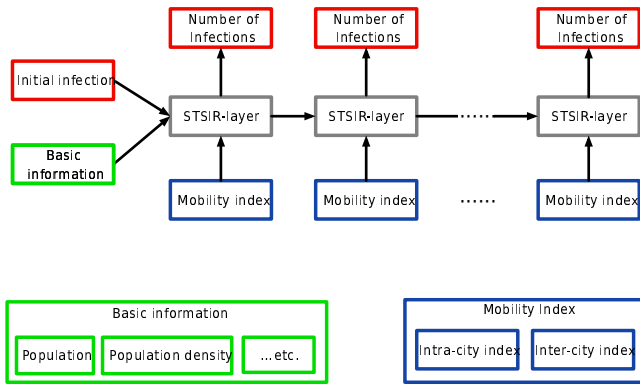 Number of
Infections
Number of
Infections
Number of
Infections
Initial infection
STSIR-layer
STSIR-layer
......
STSIR-layer
Basic
information
Mobility index
Mobility index
......
Mobility index
Basic information
Population
Population density
...etc.
Mobility Index
Intra-city index
Inter-city index